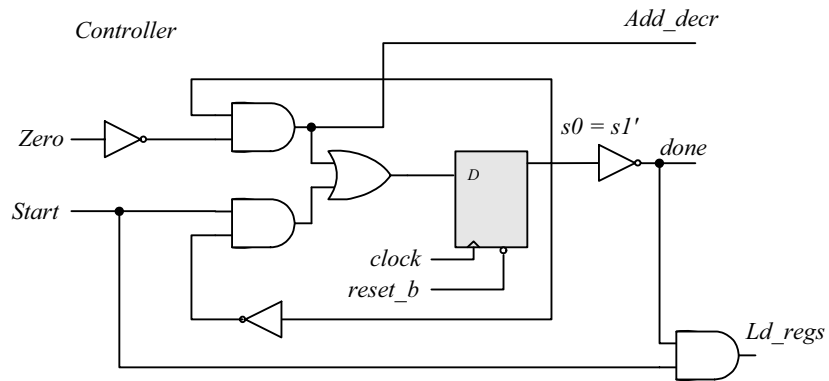 Add_decr
Controller
s0 = s1'
Zero
done
D
Start
clock
reset_b
Ld_regs